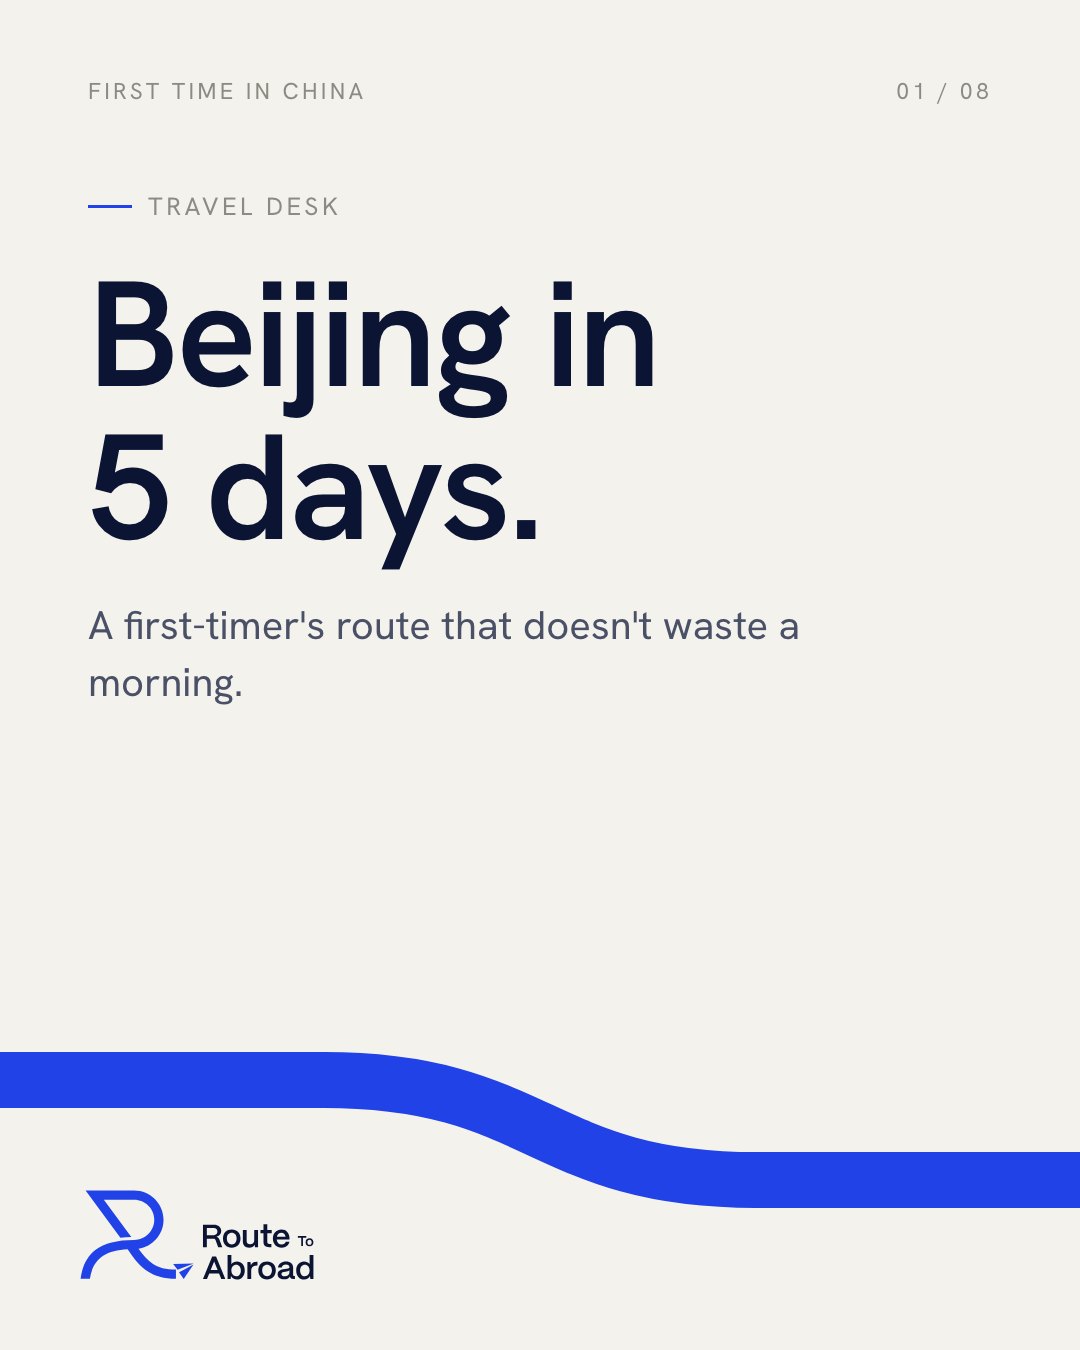 FIRST TIME IN CHINA
01 / 08
TRAVEL DESK
Beijing in
5 days.
A first-timer's route that doesn't waste a
morning.
Route To
Abroad